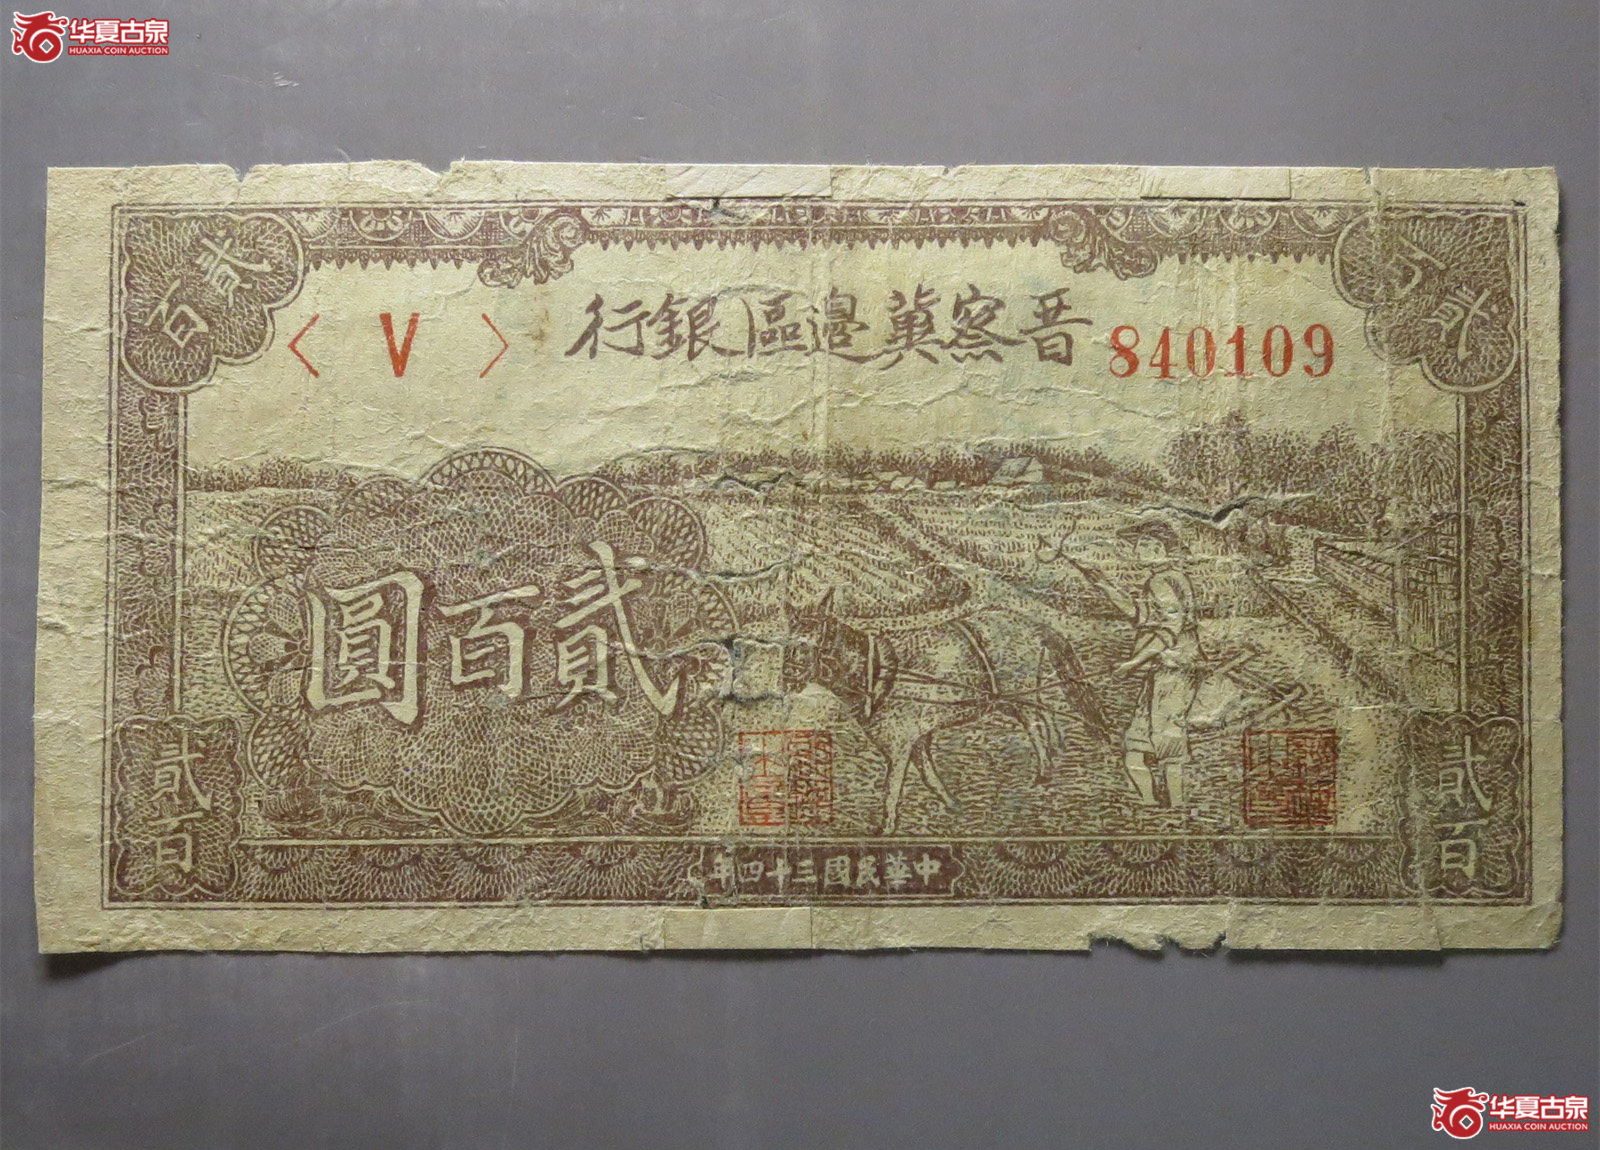 华夏古泉
HUAXIA COIN AUCTION
貳百
貳百
晋察冀邊區銀行
< V >
840109
貳百圓
貳百
貳百
中華民國三十四年
华夏古泉
HUAXIA COIN AUCTION